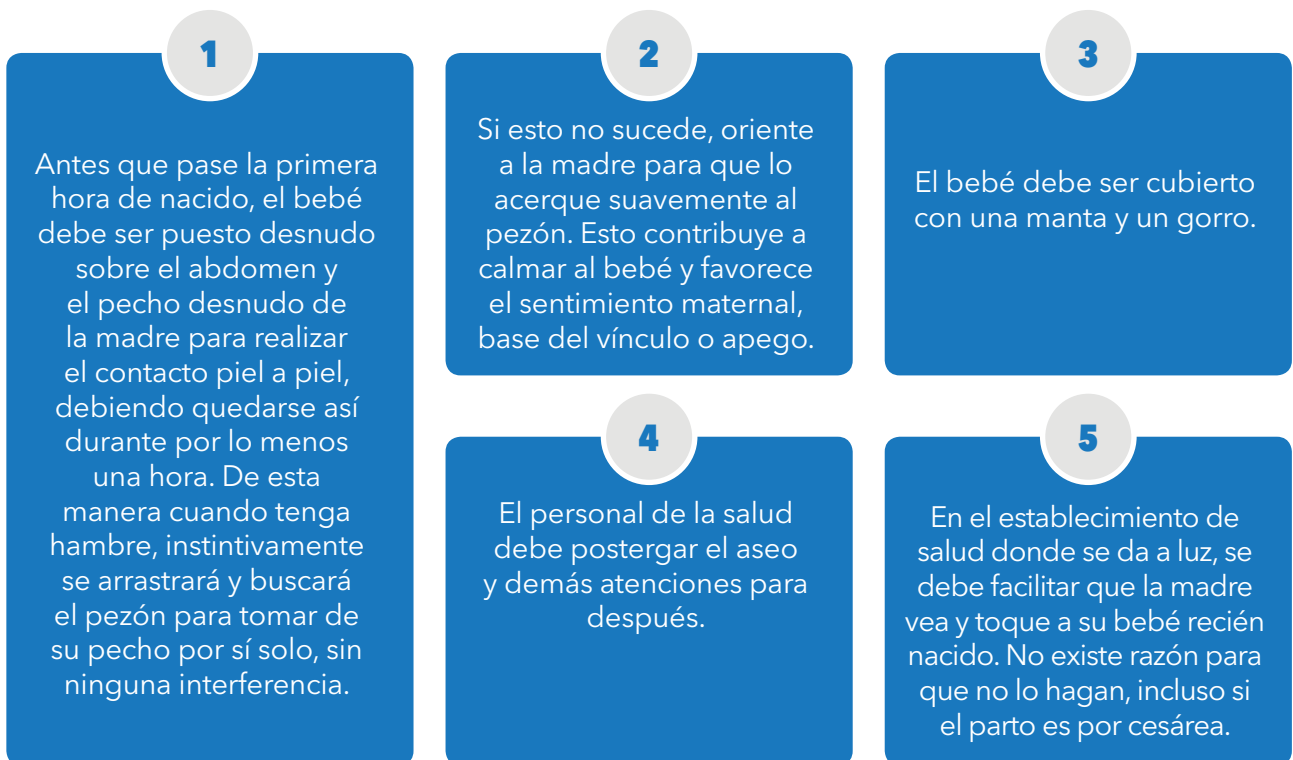 1
Antes que pase la primera
hora de nacido, el bebé
debe ser puesto desnudo
sobre el abdomen y
el pecho desnudo de
la madre para realizar
el contacto piel a piel,
debiendo quedarse así
durante por lo menos
una hora. De esta
manera cuando tenga
hambre, instintivamente
se arrastrará y buscará
el pezón para tomar de
su pecho por sí solo, sin
ninguna interferencia.
2
Si esto no sucede, oriente
a la madre para que lo
acerque suavemente al
pezón. Esto contribuye a
calmar al bebé y favorece
el sentimiento maternal,
base del vínculo o apego.
3
El bebé debe ser cubierto
con una manta y un gorro.
4
El personal de la salud
debe postergar el aseo
y demás atenciones para
después.
5
En el establecimiento de
salud donde se da a luz, se
debe facilitar que la madre
vea y toque a su bebé recién
nacido. No existe razón para
que no lo hagan, incluso si
el parto es por cesárea.